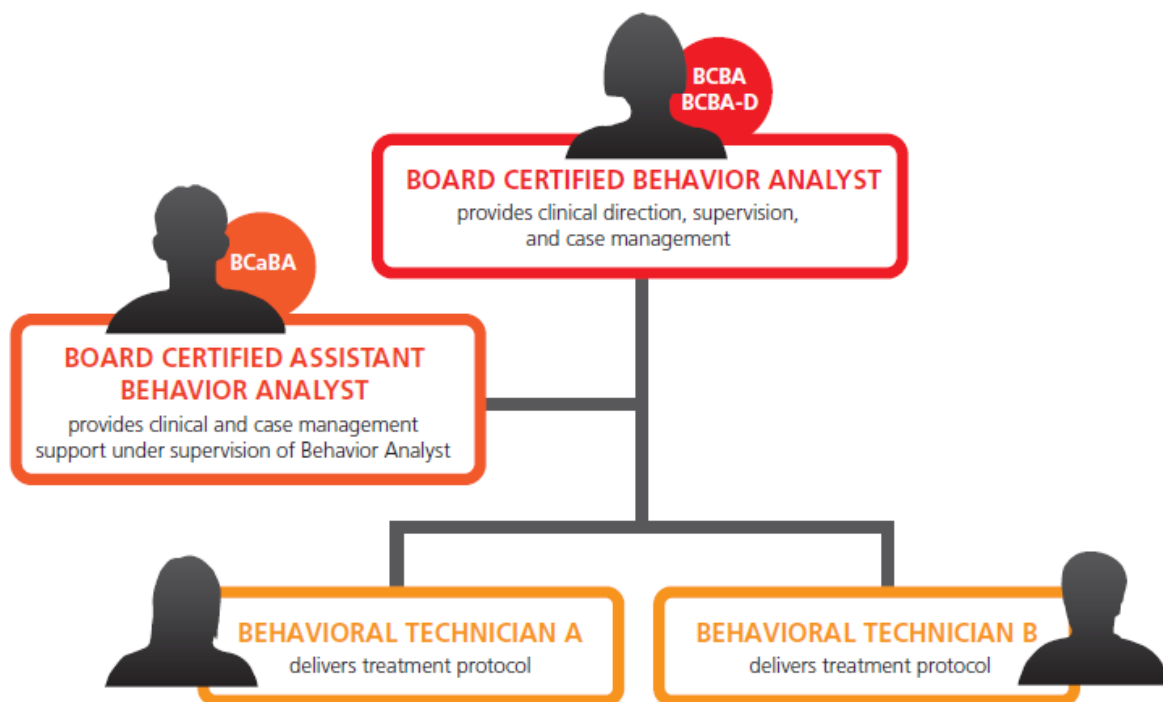 BCBA
BCBA-D
BOARD CERTIFIED BEHAVIOR ANALYST
provides clinical direction, supervision,
and case management
BCaBA
BOARD CERTIFIED ASSISTANT
BEHAVIOR ANALYST
provides clinical and case management
support under supervision of Behavior Analyst
BEHAVIORAL TECHNICIAN A
delivers treatment protocol
BEHAVIORAL TECHNICIAN B
delivers treatment protocol